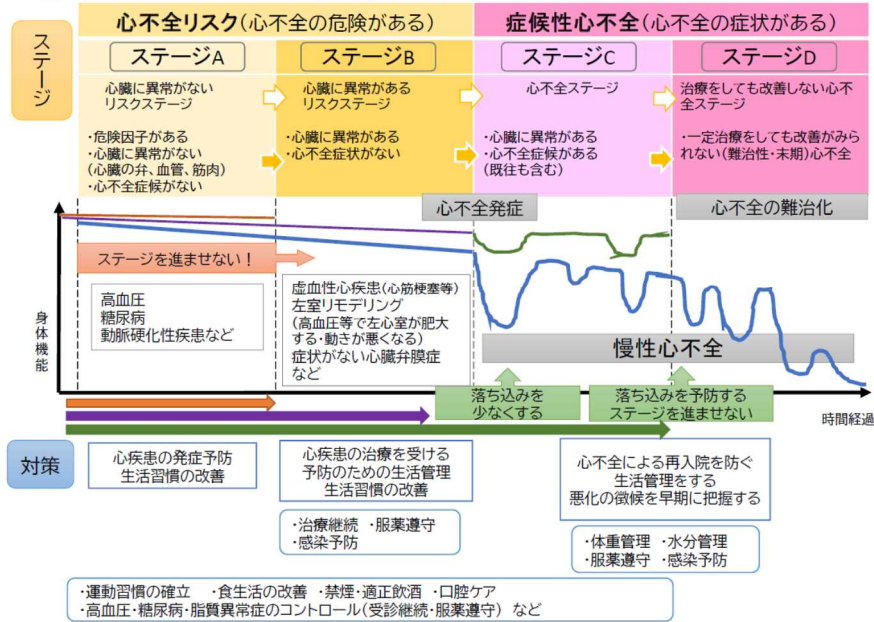 心不全リスク(心不全の危険がある)
症候性心不全(心不全の症状がある)
ステージ
ステージA
ステージB
ステージC
ステージD
心臓に異常がない
リスクステージ
心臓に異常がある
リスクステージ
心不全ステージ
治療をしても改善しない心不
全ステージ
・危険因子がある
・心臓に異常がない
(心臓の弁、血管、筋肉)
・心不全症候がない
・心臓に異常がある
・心不全症状がない
・心臓に異常がある
・心不全症候がある
(既往も含む)
・一定治療をしても改善がみら
れない(難治性・末期)心不全
心不全発症
心不全の難治化
ステージを進ませない!
身体機能
高血圧
糖尿病
動脈硬化性疾患など
虚血性心疾患(心筋梗塞等)
左室リモデリング
(高血圧等で左心室が肥大
する・動きが悪くなる)
症状がない心臓弁膜症
など
慢性心不全
落ち込みを
少なくする
落ち込みを予防する
ステージを進ませない
時間経過
対策
心疾患の発症予防
生活習慣の改善
心疾患の治療を受ける
予防のための生活管理
生活習慣の改善
心不全による再入院を防ぐ
生活管理をする
悪化の徴候を早期に把握する
・治療継続 ・服薬遵守
・感染予防
・体重管理 ・水分管理
・服薬遵守 ・感染予防
・運動習慣の確立 ・食生活の改善 ・禁煙・適正飲酒 ・口腔ケア
・高血圧・糖尿病・脂質異常症のコントロール(受診継続・服薬遵守) など